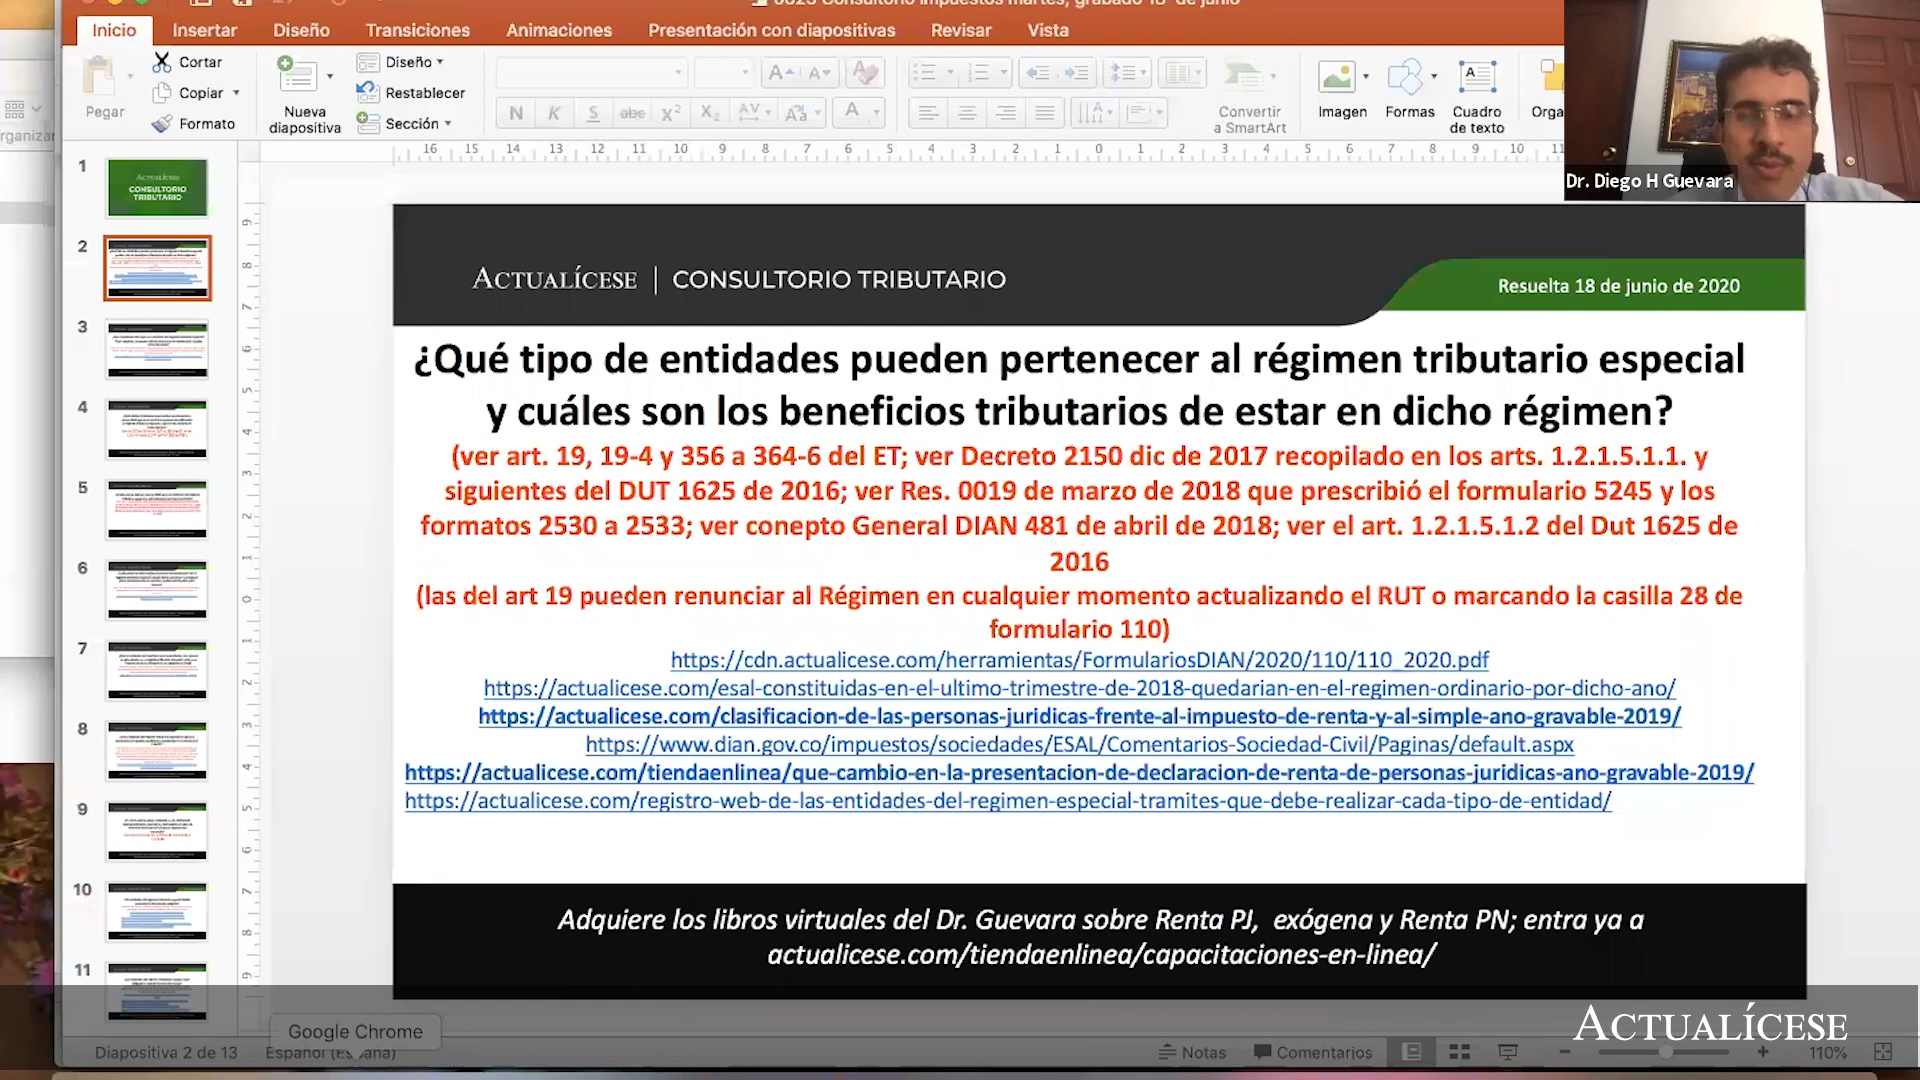 Inicio Insertar Diseño Transiciones Animaciones Presentación con diapositivas Revisar Vista
Cortar
Copiar
Formato
Pegar
Nueva
diapositiva
Diseño
Restablecer
Sección
Convertir
a SmartArt
Imagen
Formas
Cuadro
de texto
Orga
Dr. Diego H Guevara
ACTUALÍCESE | CONSULTORIO TRIBUTARIO
Resuelta 18 de junio de 2020
¿Qué tipo de entidades pueden pertenecer al régimen tributario especial
y cuáles son los beneficios tributarios de estar en dicho régimen?
(ver art. 19, 19-4 y 356 a 364-6 del ET; ver Decreto 2150 dic de 2017 recopilado en los arts. 1.2.1.5.1.1. y
siguientes del DUT 1625 de 2016; ver Res. 0019 de marzo de 2018 que prescribió el formulario 5245 y los
formatos 2530 a 2533; ver conepto General DIAN 481 de abril de 2018; ver el art. 1.2.1.5.1.2 del Dut 1625 de
2016
(las del art 19 pueden renunciar al Régimen en cualquier momento actualizando el RUT o marcando la casilla 28 de
formulario 110)
https://cdn.actualicese.com/herramientas/FormulariosDIAN/2020/110/110_2020.pdf
https://actualicese.com/esal-constituidas-en-el-ultimo-trimestre-de-2018-quedarian-en-el-regimen-ordinario-por-dicho-ano/
https://actualicese.com/clasificacion-de-las-personas-juridicas-frente-al-impuesto-de-renta-y-al-simple-ano-gravable-2019/
https://www.dian.gov.co/impuestos/sociedades/ESAL/Comentarios-Sociedad-Civil/Paginas/default.aspx
https://actualicese.com/tiendaenlinea/que-cambio-en-la-presentacion-de-declaracion-de-renta-de-personas-juridicas-ano-gravable-2019/
https://actualicese.com/registro-web-de-las-entidades-del-regimen-especial-tramites-que-debe-realizar-cada-tipo-de-entidad/
Adquiere los libros virtuales del Dr. Guevara sobre Renta PJ, exógena y Renta PN; entra ya a
actualicese.com/tiendaenlinea/capacitaciones-en-linea/
ACTUALÍCESE
Google Chrome
Diapositiva 2 de 13 Español (España) Notas Comentarios 110%